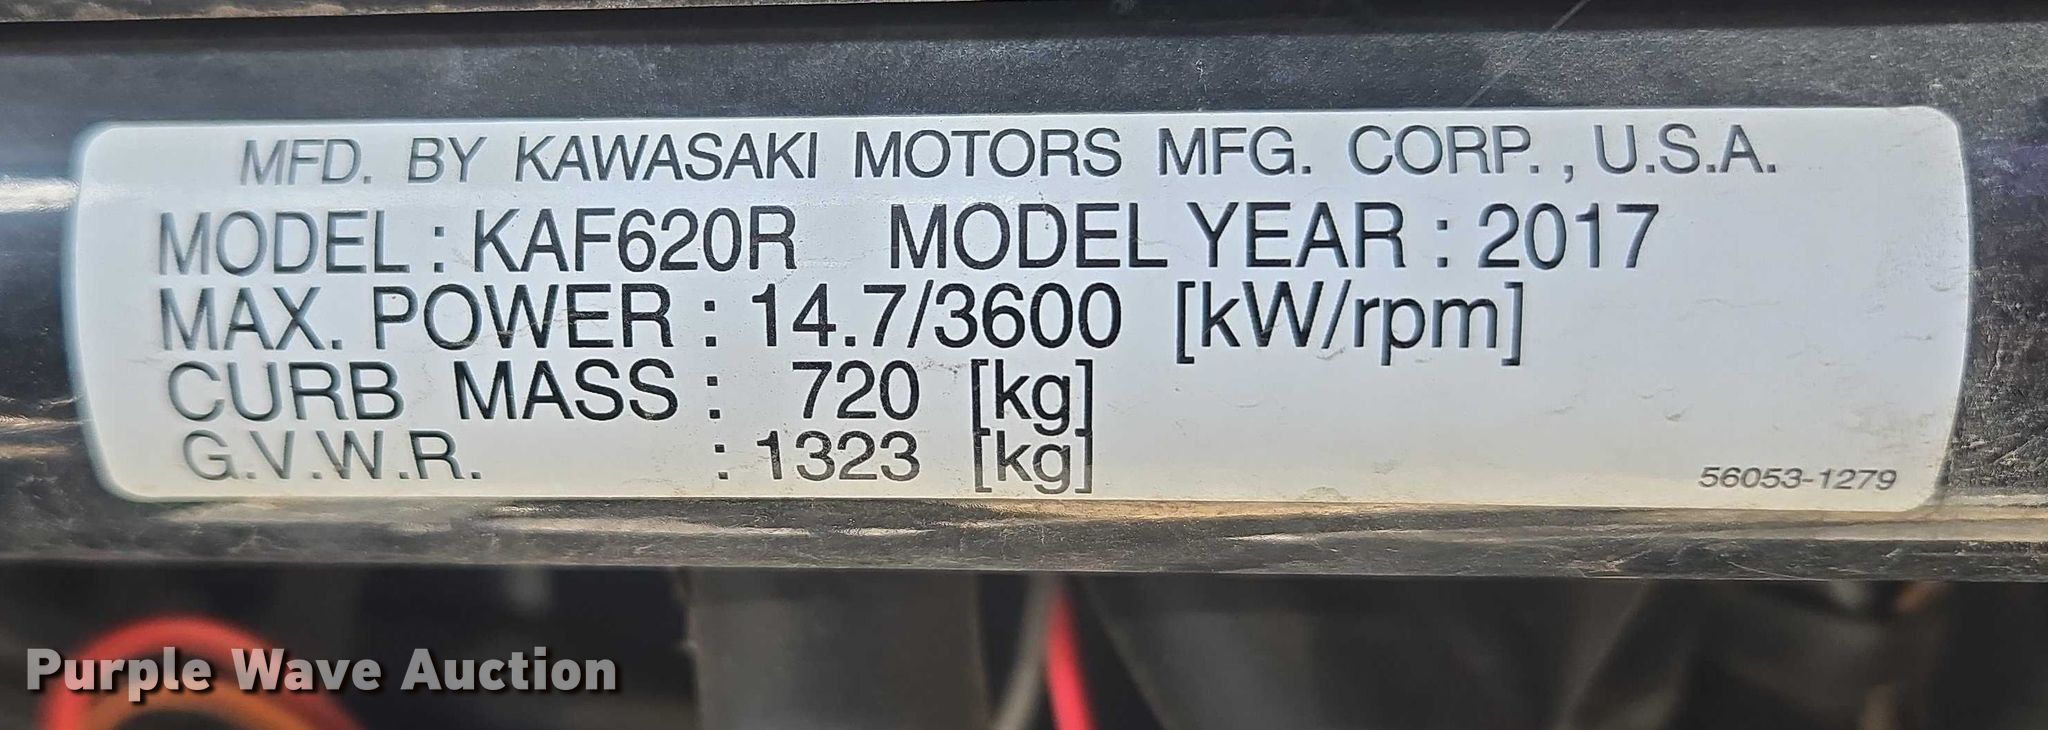 MFD. BY KAWASAKI MOTORS MFG. CORP., U.S.A.
MODEL : KAF620R MODEL YEAR : 2017
MAX. POWER : 14.7/3600 [kW/rpm]
CURB MASS : 720 [kg]
G.V.W.R. : 1323 [kg]
56053-1279
Purple Wave Auction